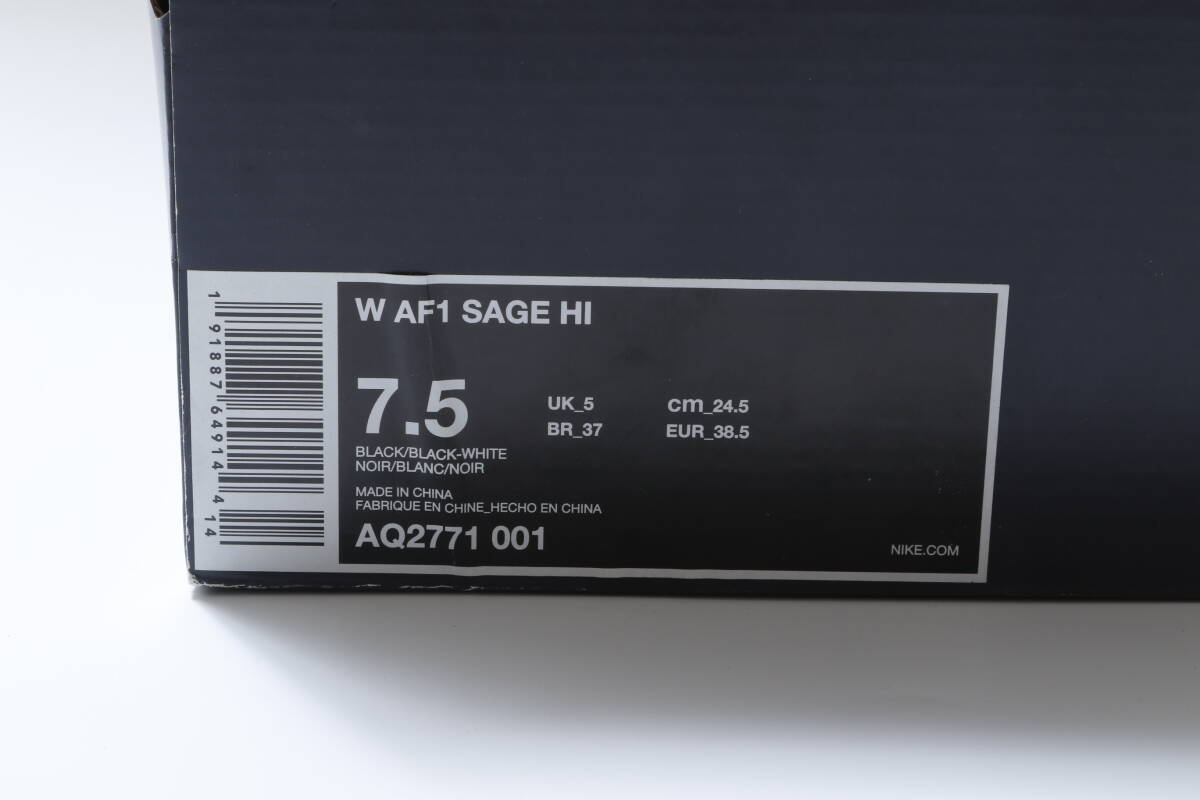 W AF1 SAGE HI
7.5
UK_5 cm_24.5
BR_37 EUR_38.5
BLACK/BLACK-WHITE
NOIR/BLANC/NOIR
MADE IN CHINA
FABRIQUE EN CHINE_HECHO EN CHINA
AQ2771 001
NIKE.COM
1 91887 64914 4 14